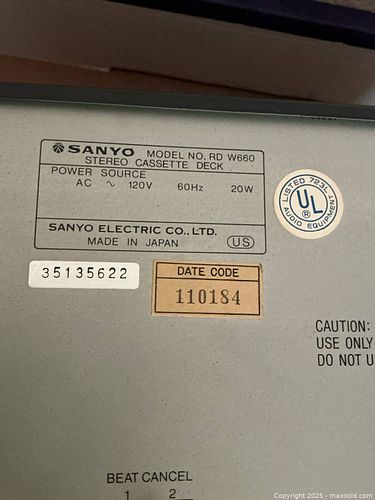 SANYO MODEL NO. RD W660
STEREO CASSETTE DECK
POWER SOURCE
AC ~ 120V 60Hz 20W
SANYO ELECTRIC CO., LTD.
MADE IN JAPAN US
LISTED 723L
UL
®
AUDIO EQUIPMENT
35135622
DATE CODE
110184
CAUTION:
USE ONLY
DO NOT U
BEAT CANCEL
1 2
Copyright © 2025 - maxsold.com